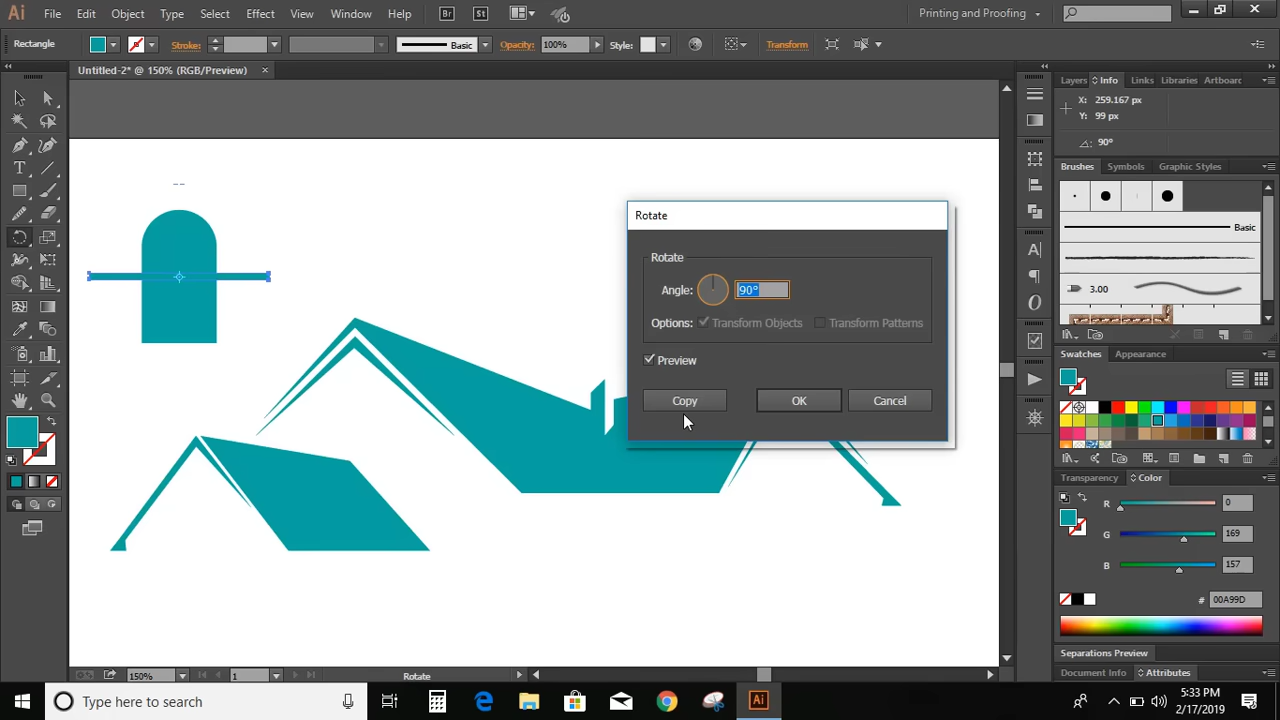 Ai File Edit Object Type Select Effect View Window Help Br St Printing and Proofing
Rectangle Stroke: Basic Opacity: 100% Style: Transform
Untitled-2* @ 150% (RGB/Preview) ×
Layers Info Links Libraries Artboar
X: 259.167 px
Y: 99 px
90°
Brushes Symbols Graphic Styles
Basic
3.00
Rotate
Rotate
Angle: 90°
Options: Transform Objects Transform Patterns
Preview
Copy OK Cancel
Swatches Appearance
Transparency Color
R 0
G 169
B 157
# 00A99D
Separations Preview
Document Info Attributes
150% 1 Rotate
Type here to search
Ai
5:33 PM
2/17/2019